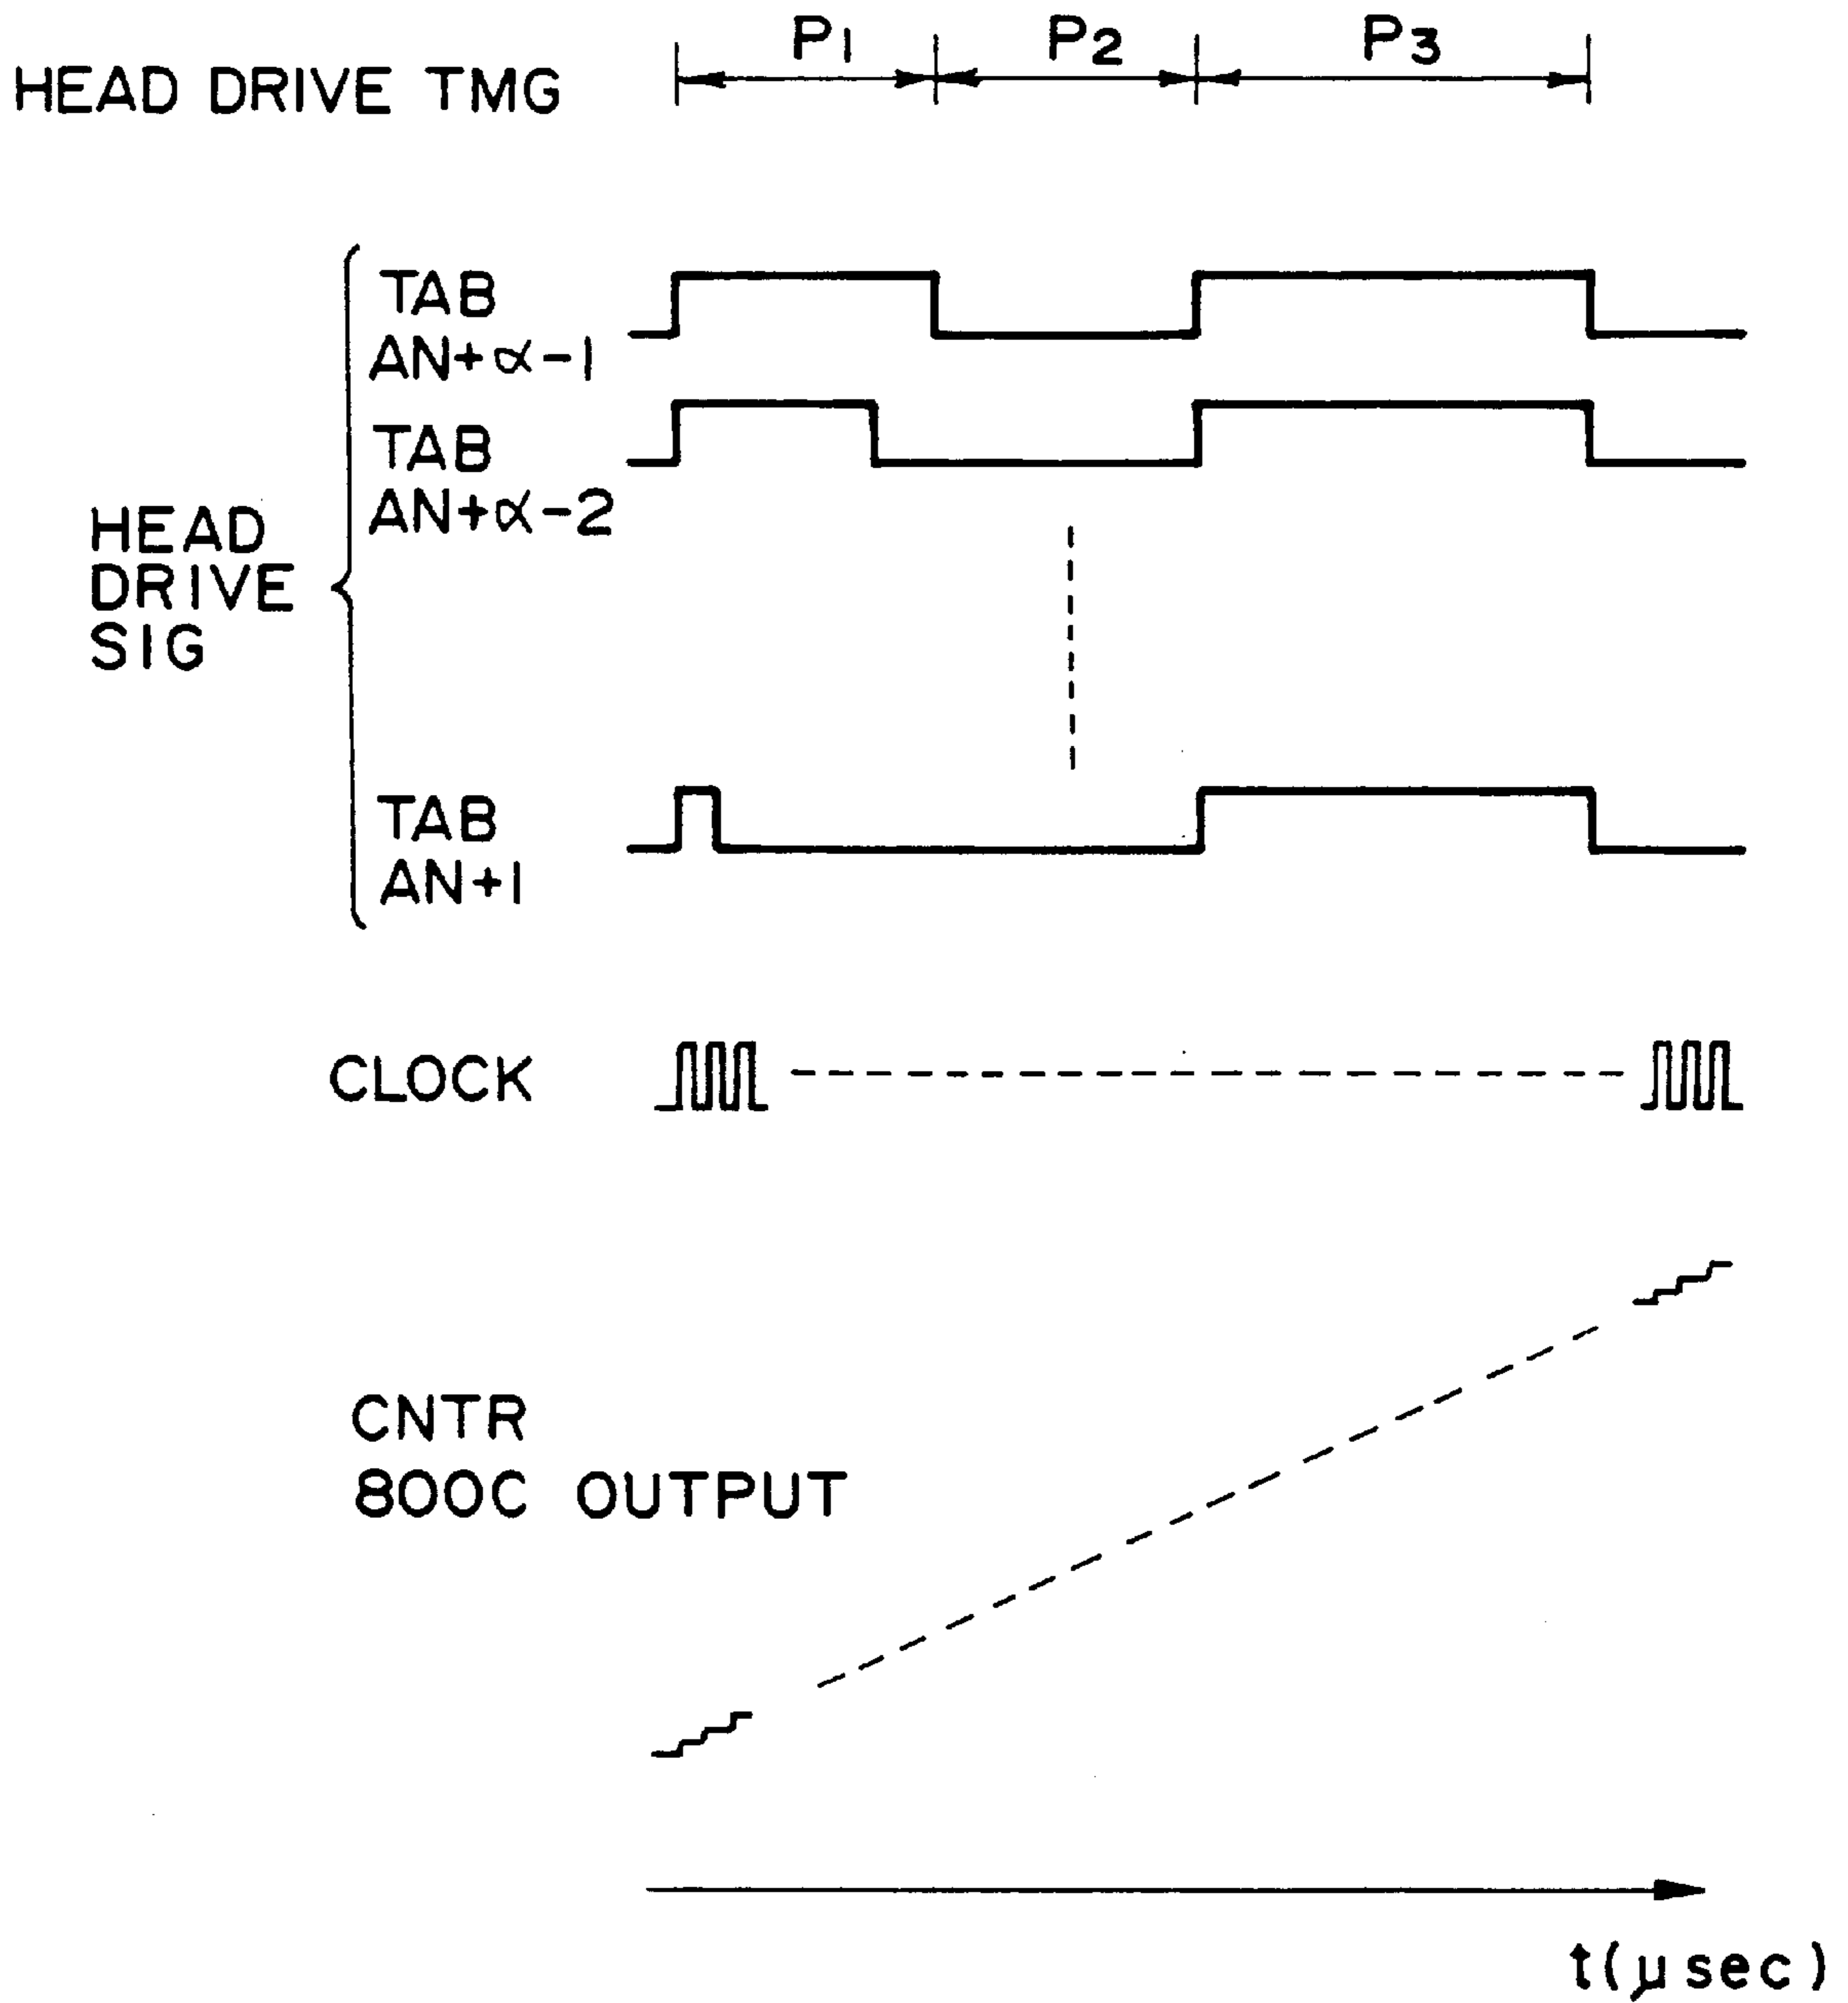 HEAD DRIVE TMG
P1
P2
P3
TAB
AN+α-1
TAB
AN+α-2
HEAD
DRIVE
SIG
TAB
AN+1
CLOCK
CNTR
800C OUTPUT
t(μsec)